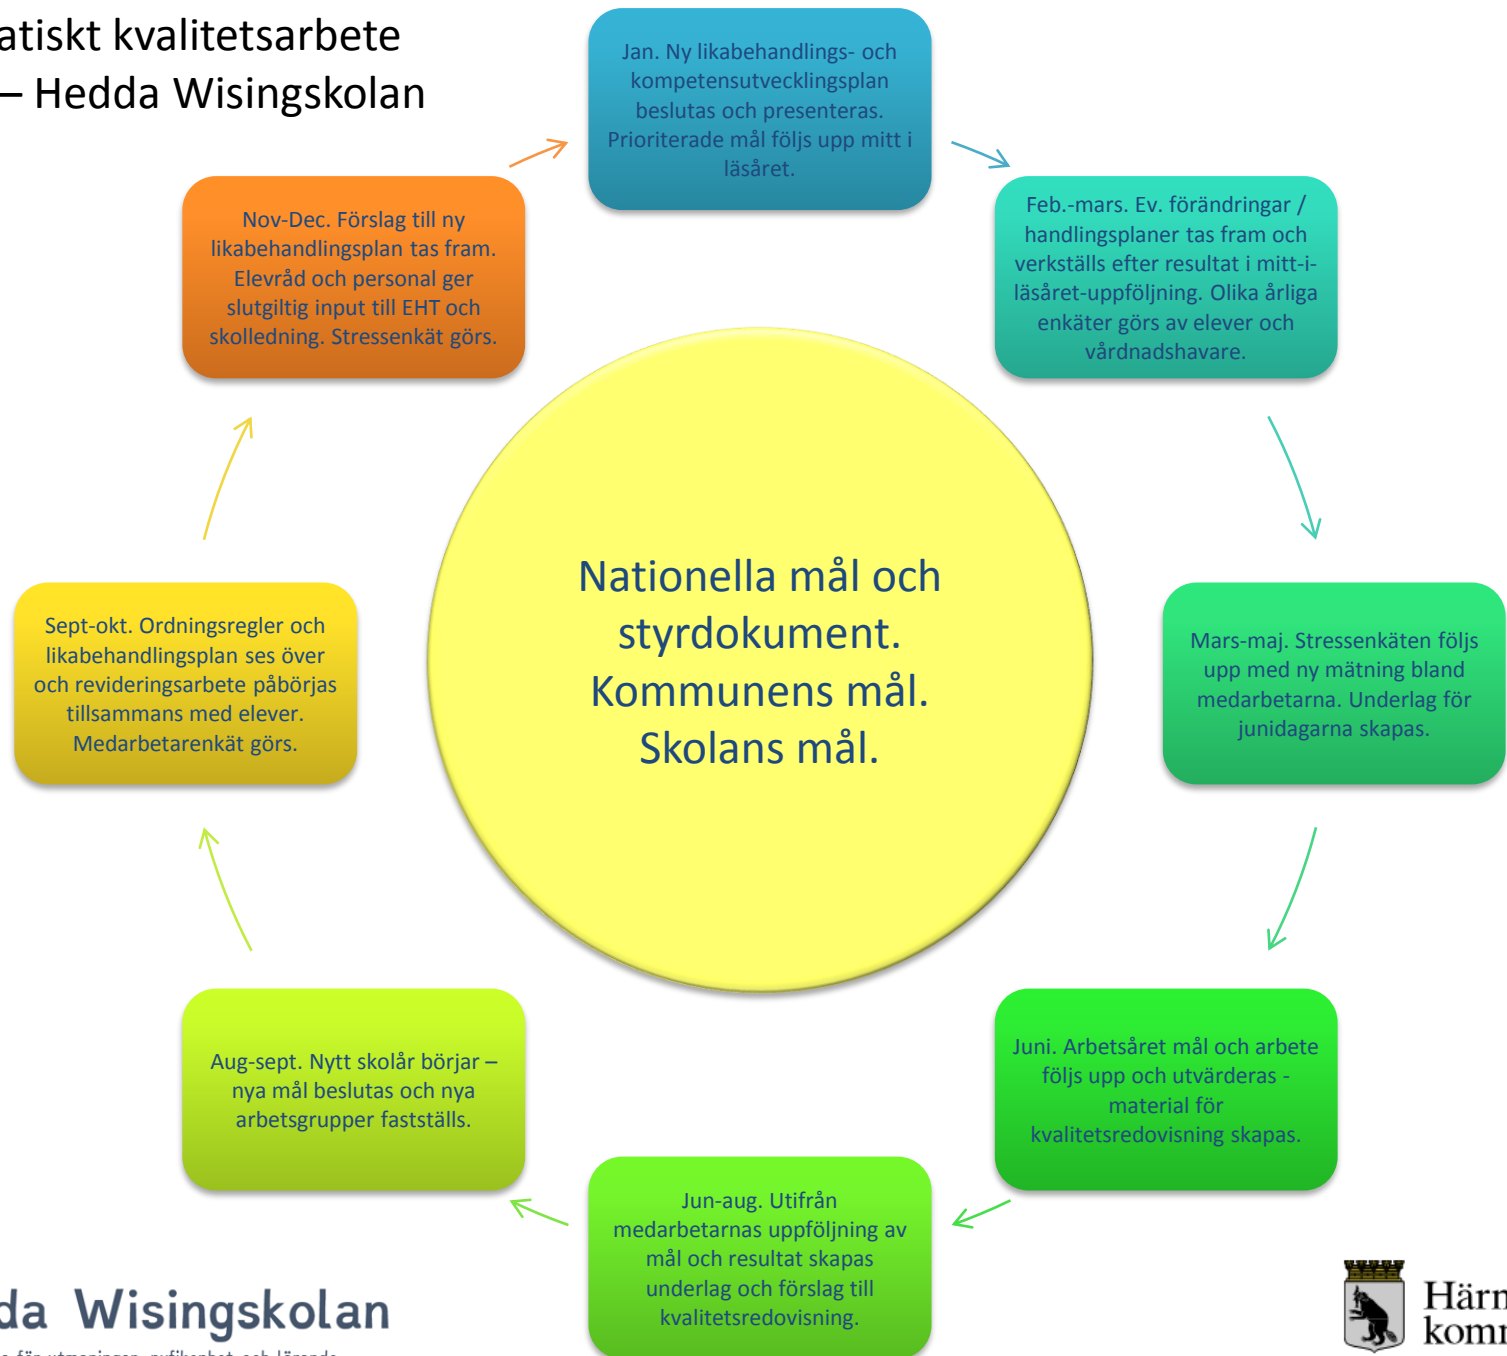 atiskt kvalitetsarbete
– Hedda Wisingskolan
Jan. Ny likabehandlings- och
kompetensutvecklingsplan
beslutas och presenteras.
Prioriterade mål följs upp mitt i
läsåret.
Feb.-mars. Ev. förändringar /
handlingsplaner tas fram och
verkställs efter resultat i mitt-i-
läsåret-uppföljning. Olika årliga
enkäter görs av elever och
vårdnadshavare.
Mars-maj. Stressenkäten följs
upp med ny mätning bland
medarbetarna. Underlag för
junidagarna skapas.
Juni. Arbetsåret mål och arbete
följs upp och utvärderas -
material för
kvalitetsredovisning skapas.
Jun-aug. Utifrån
medarbetarnas uppföljning av
mål och resultat skapas
underlag och förslag till
kvalitetsredovisning.
Aug-sept. Nytt skolår börjar –
nya mål beslutas och nya
arbetsgrupper fastställs.
Sept-okt. Ordningsregler och
likabehandlingsplan ses över
och revideringsarbete påbörjas
tillsammans med elever.
Medarbetarenkät görs.
Nov-Dec. Förslag till ny
likabehandlingsplan tas fram.
Elevråd och personal ger
slutgiltig input till EHT och
skolledning. Stressenkät görs.
Nationella mål och
styrdokument.
Kommunens mål.
Skolans mål.
da Wisingskolan
för utmaningar, nyfikenhet och lärande
Härn
komm